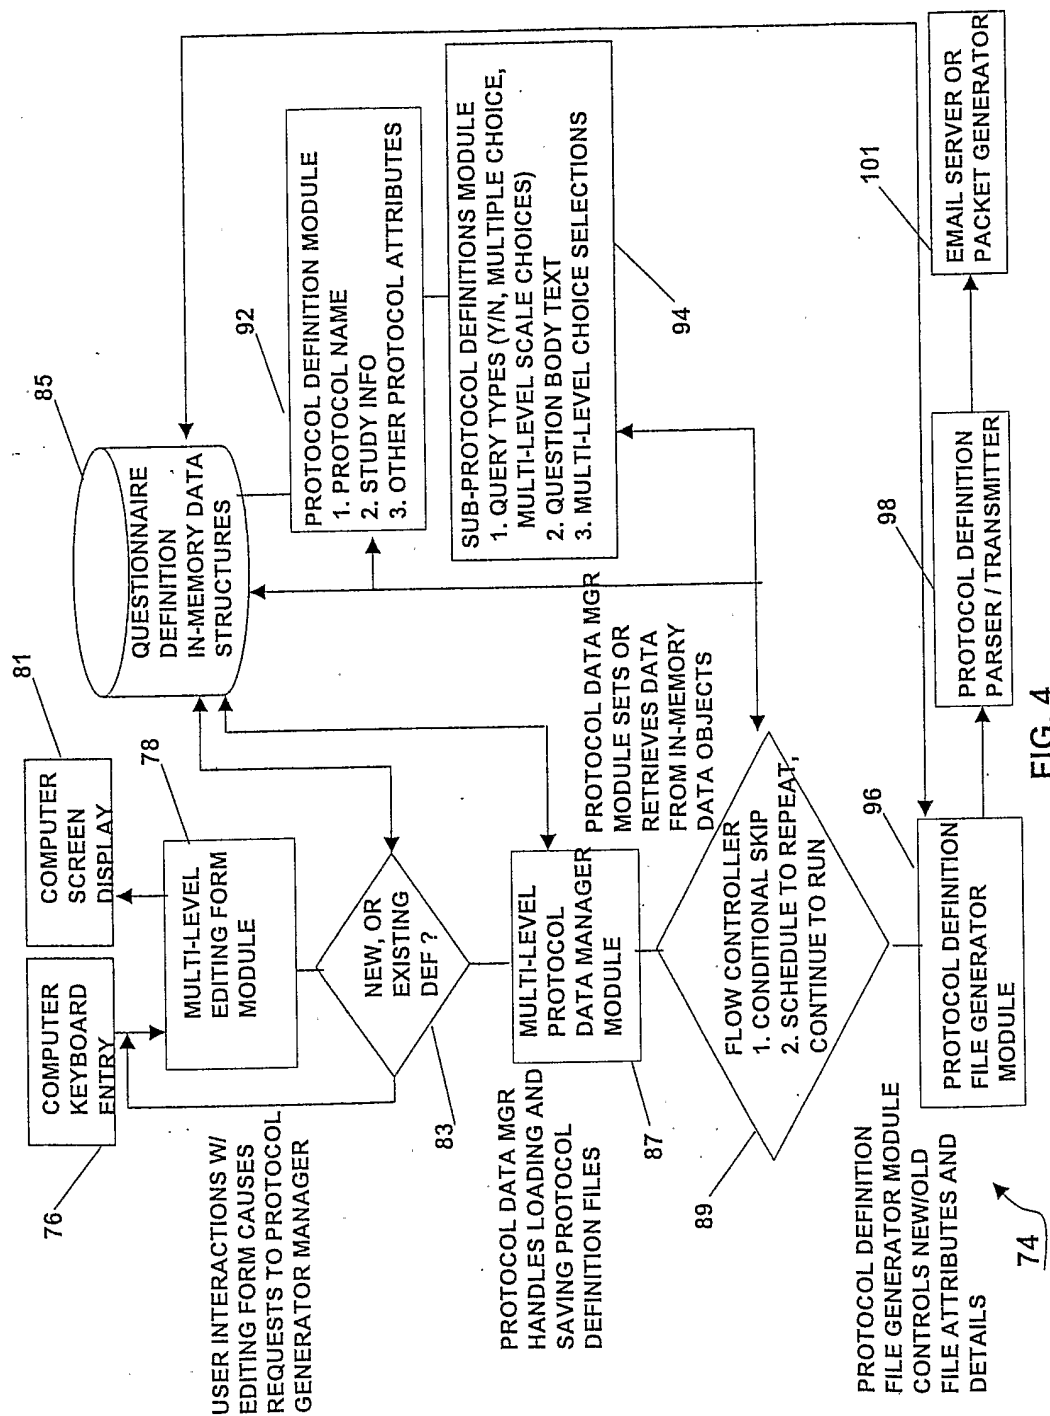 76
COMPUTER
KEYBOARD
ENTRY
COMPUTER
SCREEN
DISPLAY
81
USER INTERACTIONS W/
EDITING FORM CAUSES
REQUESTS TO PROTOCOL
GENERATOR MANAGER
MULTI-LEVEL
EDITING FORM
MODULE
78
85
QUESTIONNAIRE
DEFINITION
IN-MEMORY DATA
STRUCTURES
NEW, OR
EXISTING
DEF ?
83
92
PROTOCOL DEFINITION MODULE
1. PROTOCOL NAME
2. STUDY INFO
3. OTHER PROTOCOL ATTRIBUTES
PROTOCOL DATA MGR
HANDLES LOADING AND
SAVING PROTOCOL
DEFINITION FILES
MULTI-LEVEL
PROTOCOL
DATA MANAGER
MODULE
87
PROTOCOL DATA MGR
MODULE SETS OR
RETRIEVES DATA
FROM IN-MEMORY
DATA OBJECTS
SUB-PROTOCOL DEFINITIONS MODULE
1. QUERY TYPES (Y/N, MULTIPLE CHOICE,
MULTI-LEVEL SCALE CHOICES)
2. QUESTION BODY TEXT
3. MULTI-LEVEL CHOICE SELECTIONS
94
89
FLOW CONTROLLER
1. CONDITIONAL SKIP
2. SCHEDULE TO REPEAT,
CONTINUE TO RUN
PROTOCOL DEFINITION
FILE GENERATOR MODULE
CONTROLS NEW/OLD
FILE ATTRIBUTES AND
DETAILS
96
PROTOCOL DEFINITION
FILE GENERATOR
MODULE
98
PROTOCOL DEFINITION
PARSER / TRANSMITTER
101
EMAIL SERVER OR
PACKET GENERATOR
74
FIG. 4